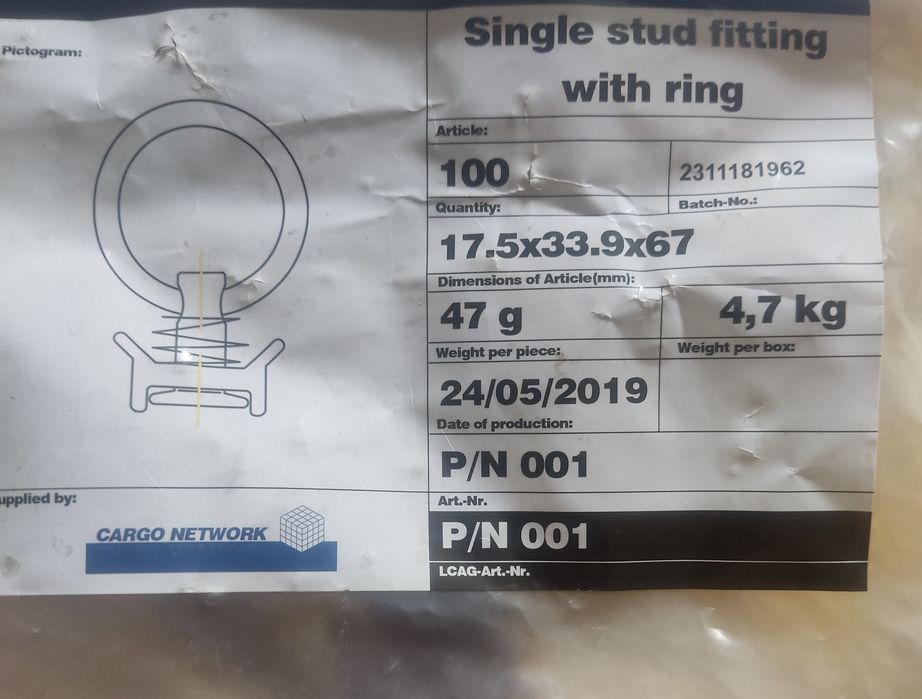 Pictogram:
Single stud fitting
with ring
Article:
100
2311181962
Quantity:
Batch-No.:
17.5x33.9x67
Dimensions of Article(mm):
47 g
4,7 kg
Weight per piece:
Weight per box:
24/05/2019
Date of production:
P/N 001
Art.-Nr.
P/N 001
LCAG-Art.-Nr.
upplied by:
CARGO NETWORK